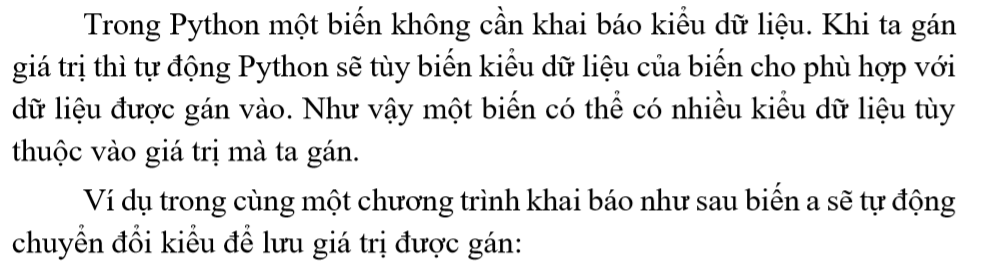 Trong Python một biến không cần khai báo kiểu dữ liệu. Khi ta gán
giá trị thì tự động Python sẽ tùy biến kiểu dữ liệu của biến cho phù hợp với
dữ liệu được gán vào. Như vậy một biến có thể có nhiều kiểu dữ liệu tùy
thuộc vào giá trị mà ta gán.
Ví dụ trong cùng một chương trình khai báo như sau biến a sẽ tự động
chuyển đổi kiểu để lưu giá trị được gán: